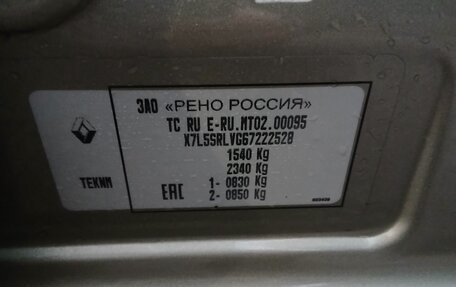 ЗАО «РЕНО РОССИЯ»
TC RU E-RU.MT02.00095
X7L5SRLVG67222528
1540 Kg
2340 Kg
1- 0830 Kg
2- 0850 Kg
TEKNM
EAC